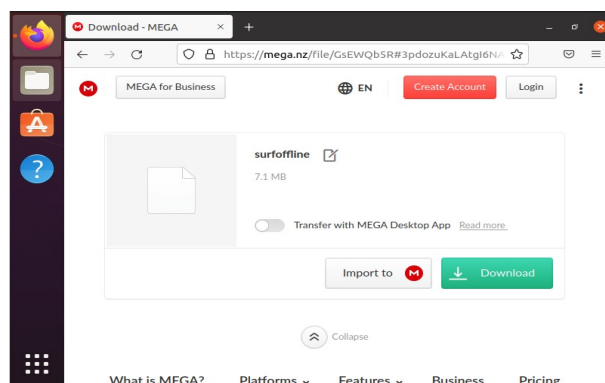 Download - MEGA
https://mega.nz/file/GsEWQb5R#3pdozuKaLAtgI6NA
M MEGA for Business EN Create Account Login
surfoffline
7.1 MB
Transfer with MEGA Desktop App Read more
Import to M Download
Collapse
What is MEGA? Platforms Features Business Pricing